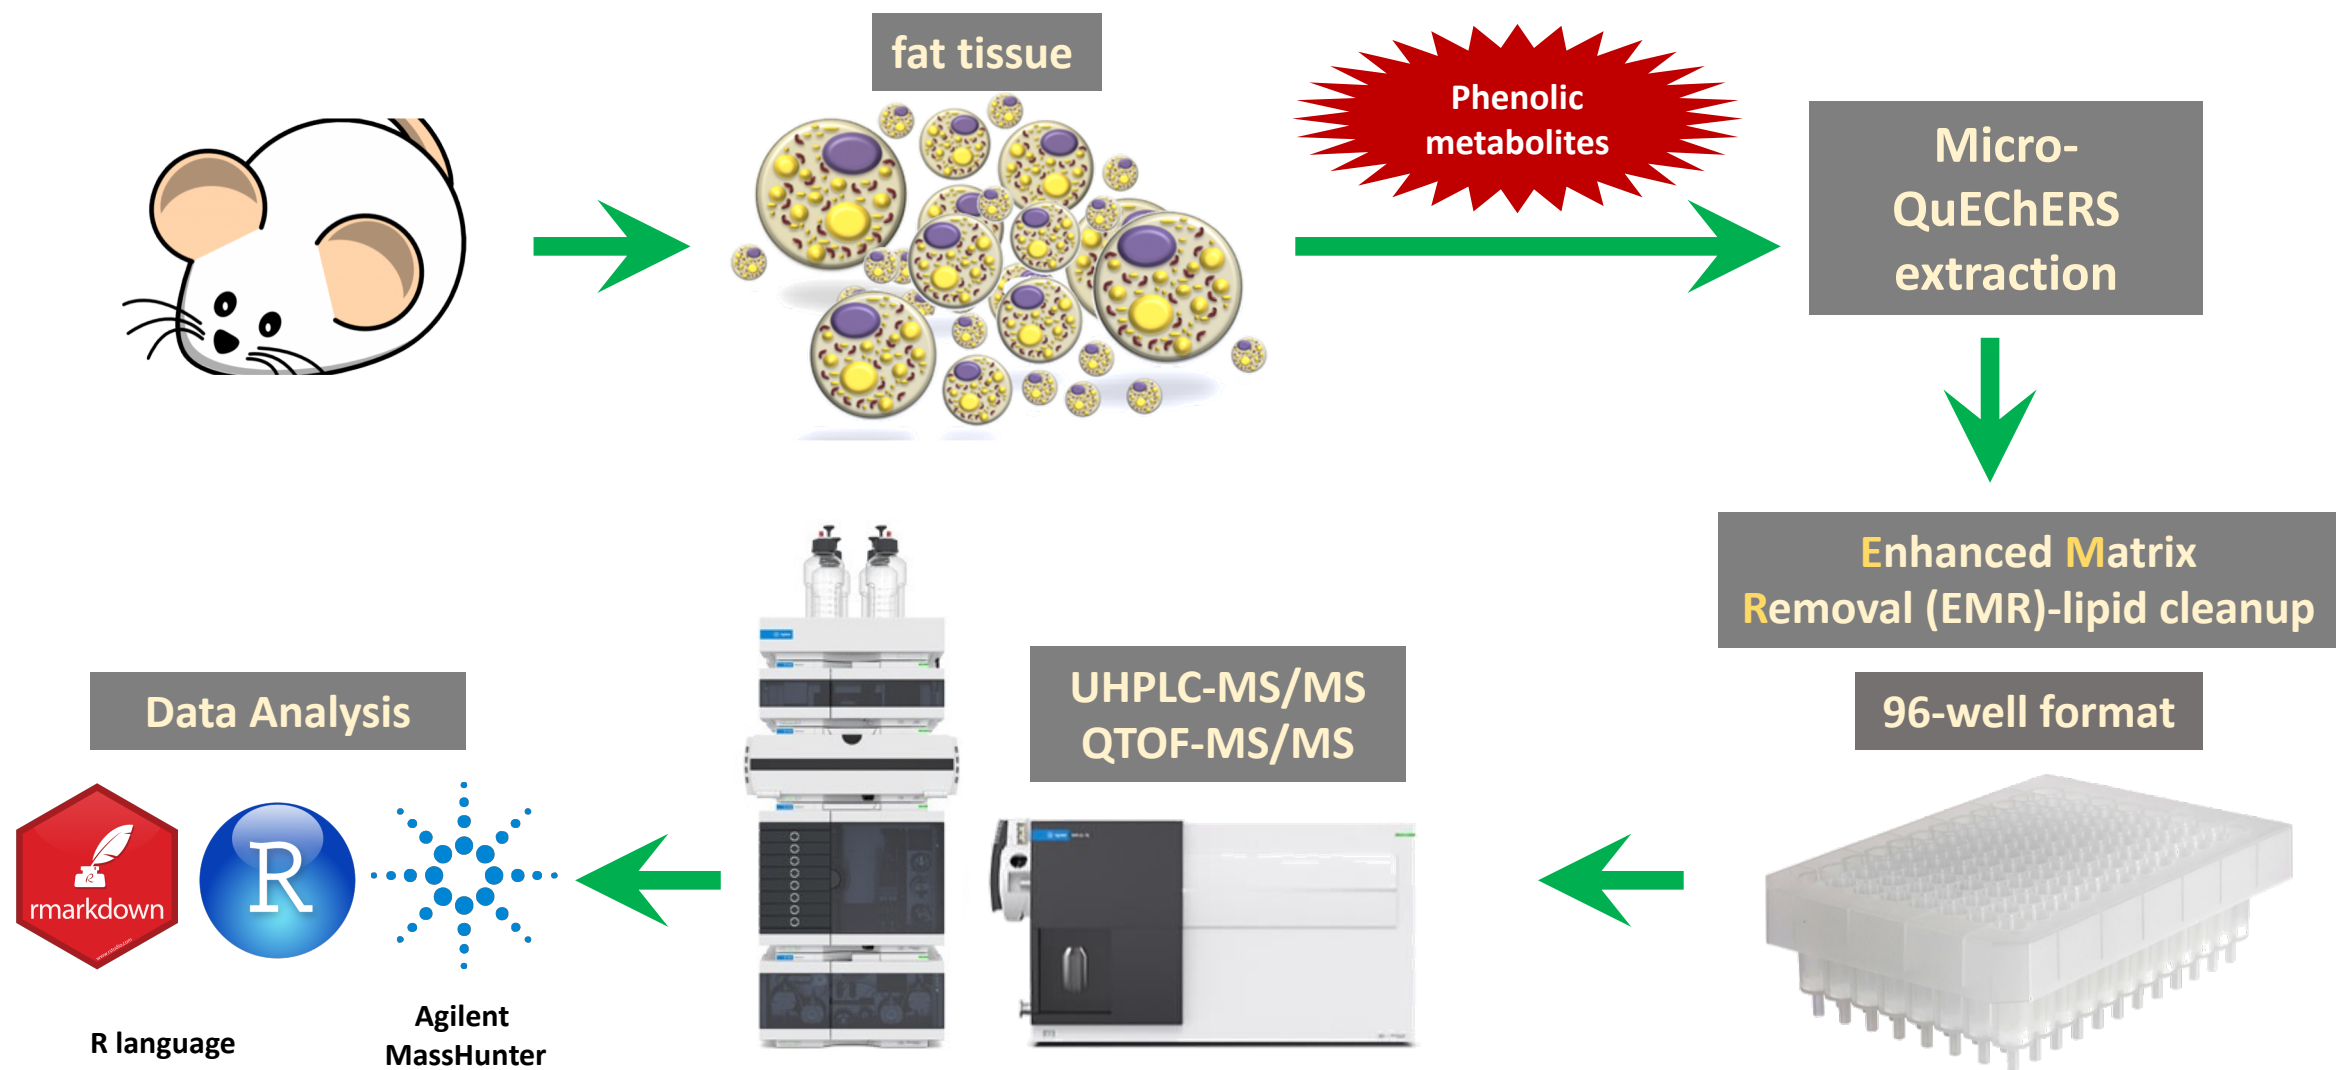 fat tissue
Phenolic
metabolites
Micro-
QuEChERS
extraction
Enhanced Matrix
Removal (EMR)-lipid cleanup
96-well format
UHPLC-MS/MS
QTOF-MS/MS
Data Analysis
rmarkdown
R
R language
Agilent
MassHunter